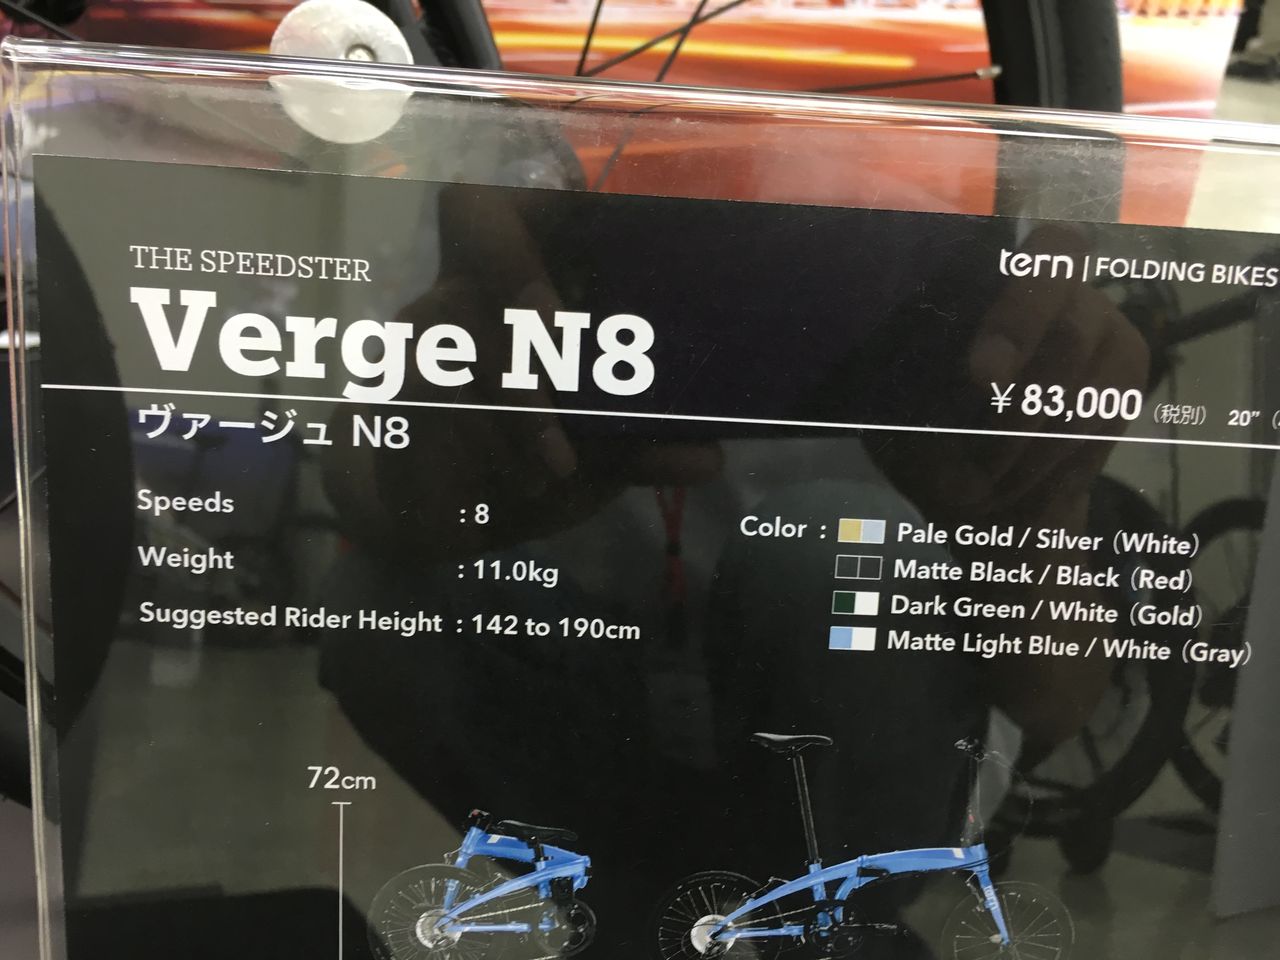 THE SPEEDSTER
tern | FOLDING BIKES
Verge N8
¥83,000 (税別) 20"
ヴァージュ N8
Speeds : 8
Weight : 11.0kg
Suggested Rider Height : 142 to 190cm
Color : Pale Gold / Silver (White)
Matte Black / Black (Red)
Dark Green / White (Gold)
Matte Light Blue / White (Gray)
72cm